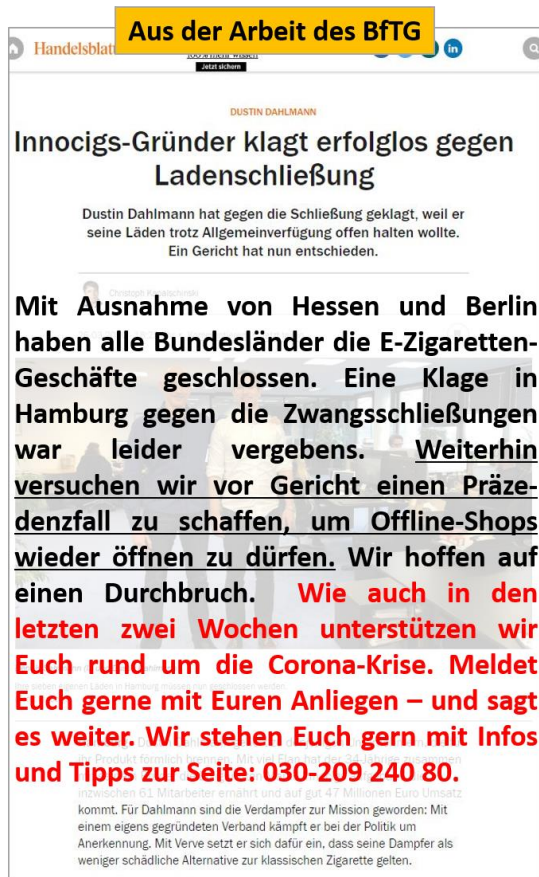 Aus der Arbeit des BfTG
Handelsblatt
100% mehr wissen
Jetzt sichern
in
DUSTIN DAHLMANN
Innocigs-Gründer klagt erfolglos gegen
Ladenschließung
Dustin Dahlmann hat gegen die Schließung geklagt, weil er
seine Läden trotz Allgemeinverfügung offen halten wollte.
Ein Gericht hat nun entschieden.
Mit Ausnahme von Hessen und Berlin
haben alle Bundesländer die E-Zigaretten-
Geschäfte geschlossen. Eine Klage in
Hamburg gegen die Zwangsschließungen
war leider vergebens. Weiterhin
versuchen wir vor Gericht einen Präze-
denzfall zu schaffen, um Offline-Shops
wieder öffnen zu dürfen. Wir hoffen auf
einen Durchbruch. Wie auch in den
letzten zwei Wochen unterstützen wir
Euch rund um die Corona-Krise. Meldet
Euch gerne mit Euren Anliegen – und sagt
es weiter. Wir stehen Euch gern mit Infos
und Tipps zur Seite: 030-209 240 80.
inzwischen 61 Mitarbeiter ernährt und auf gut 47 Millionen Euro Umsatz
kommt. Für Dahlmann sind die Verdampfer zur Mission geworden: Mit
einem eigens gegründeten Verband kämpft er bei der Politik um
Anerkennung. Mit Verve setzt er sich dafür ein, dass seine Dampfer als
weniger schädliche Alternative zur klassischen Zigarette gelten.